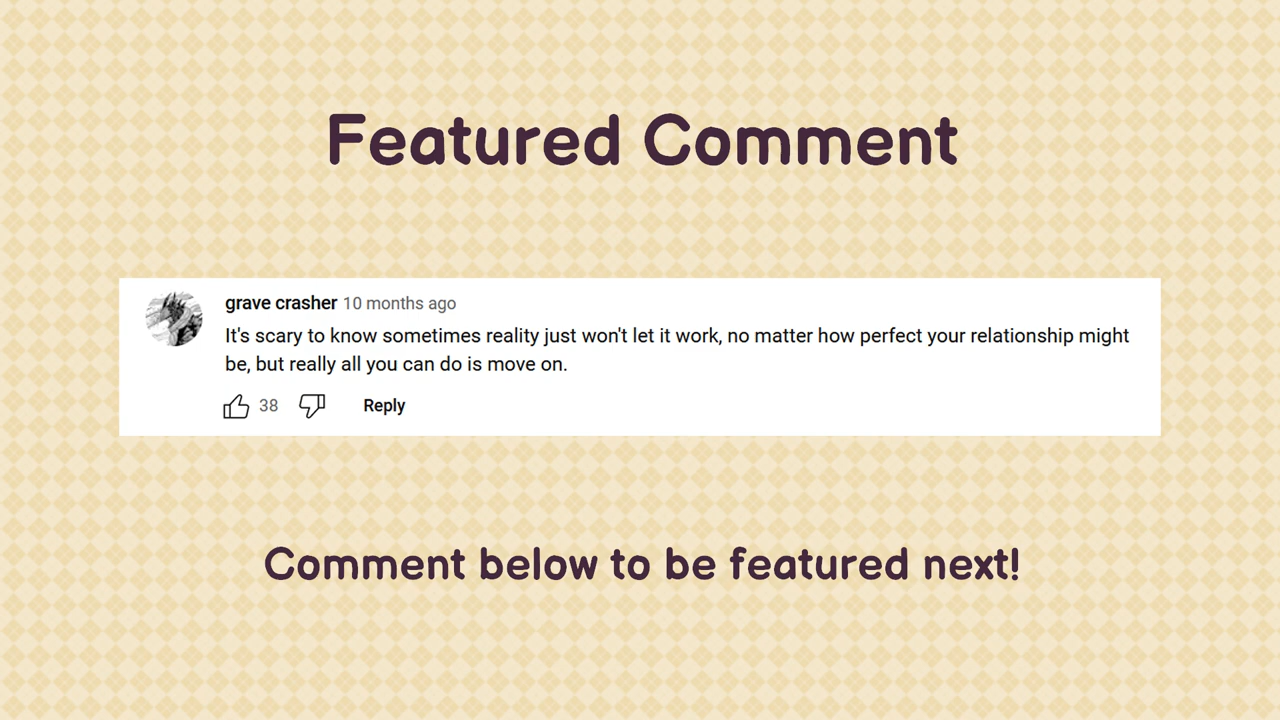 Featured Comment
grave crasher 10 months ago
It's scary to know sometimes reality just won't let it work, no matter how perfect your relationship might
be, but really all you can do is move on.
38 Reply
Comment below to be featured next!